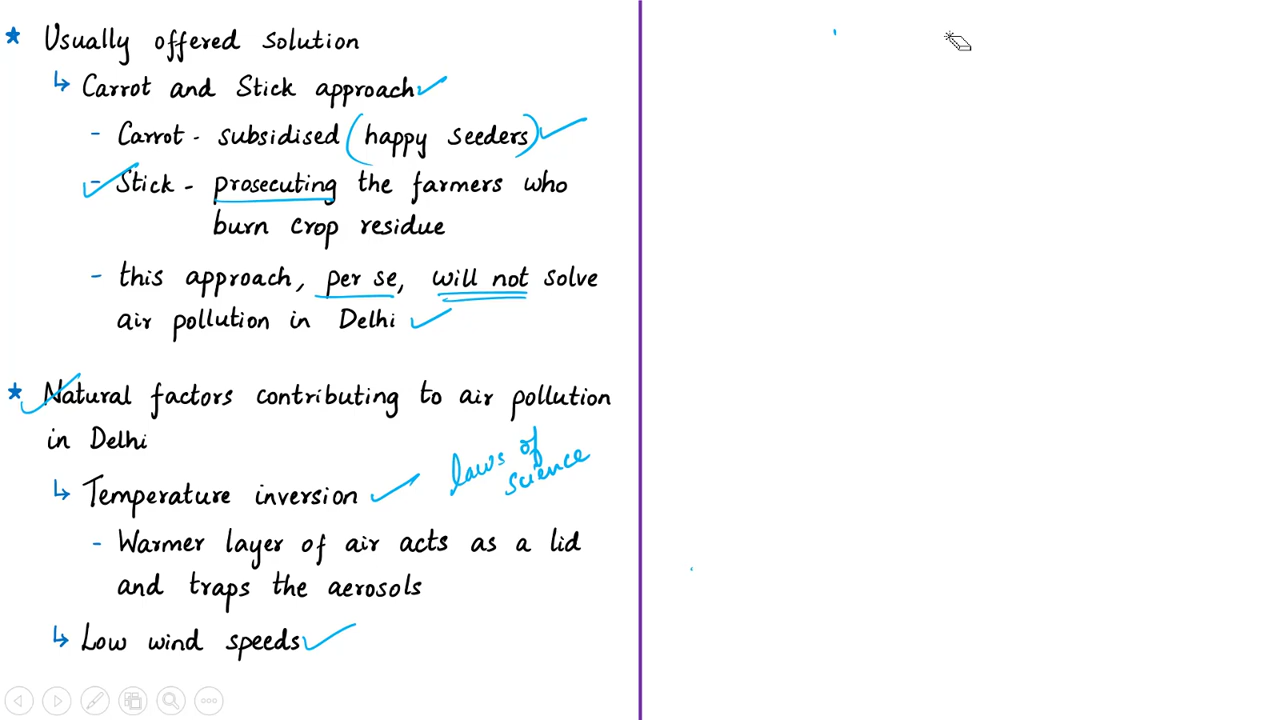 * Usually offered solution
↳ Carrot and Stick approach
- Carrot - subsidised (happy seeders)
- Stick - prosecuting the farmers who
burn crop residue
- this approach, per se, will not solve
air pollution in Delhi
* Natural factors contributing to air pollution
in Delhi
laws of
science
↳ Temperature inversion
- Warmer layer of air acts as a lid
and traps the aerosols
↳ Low wind speeds